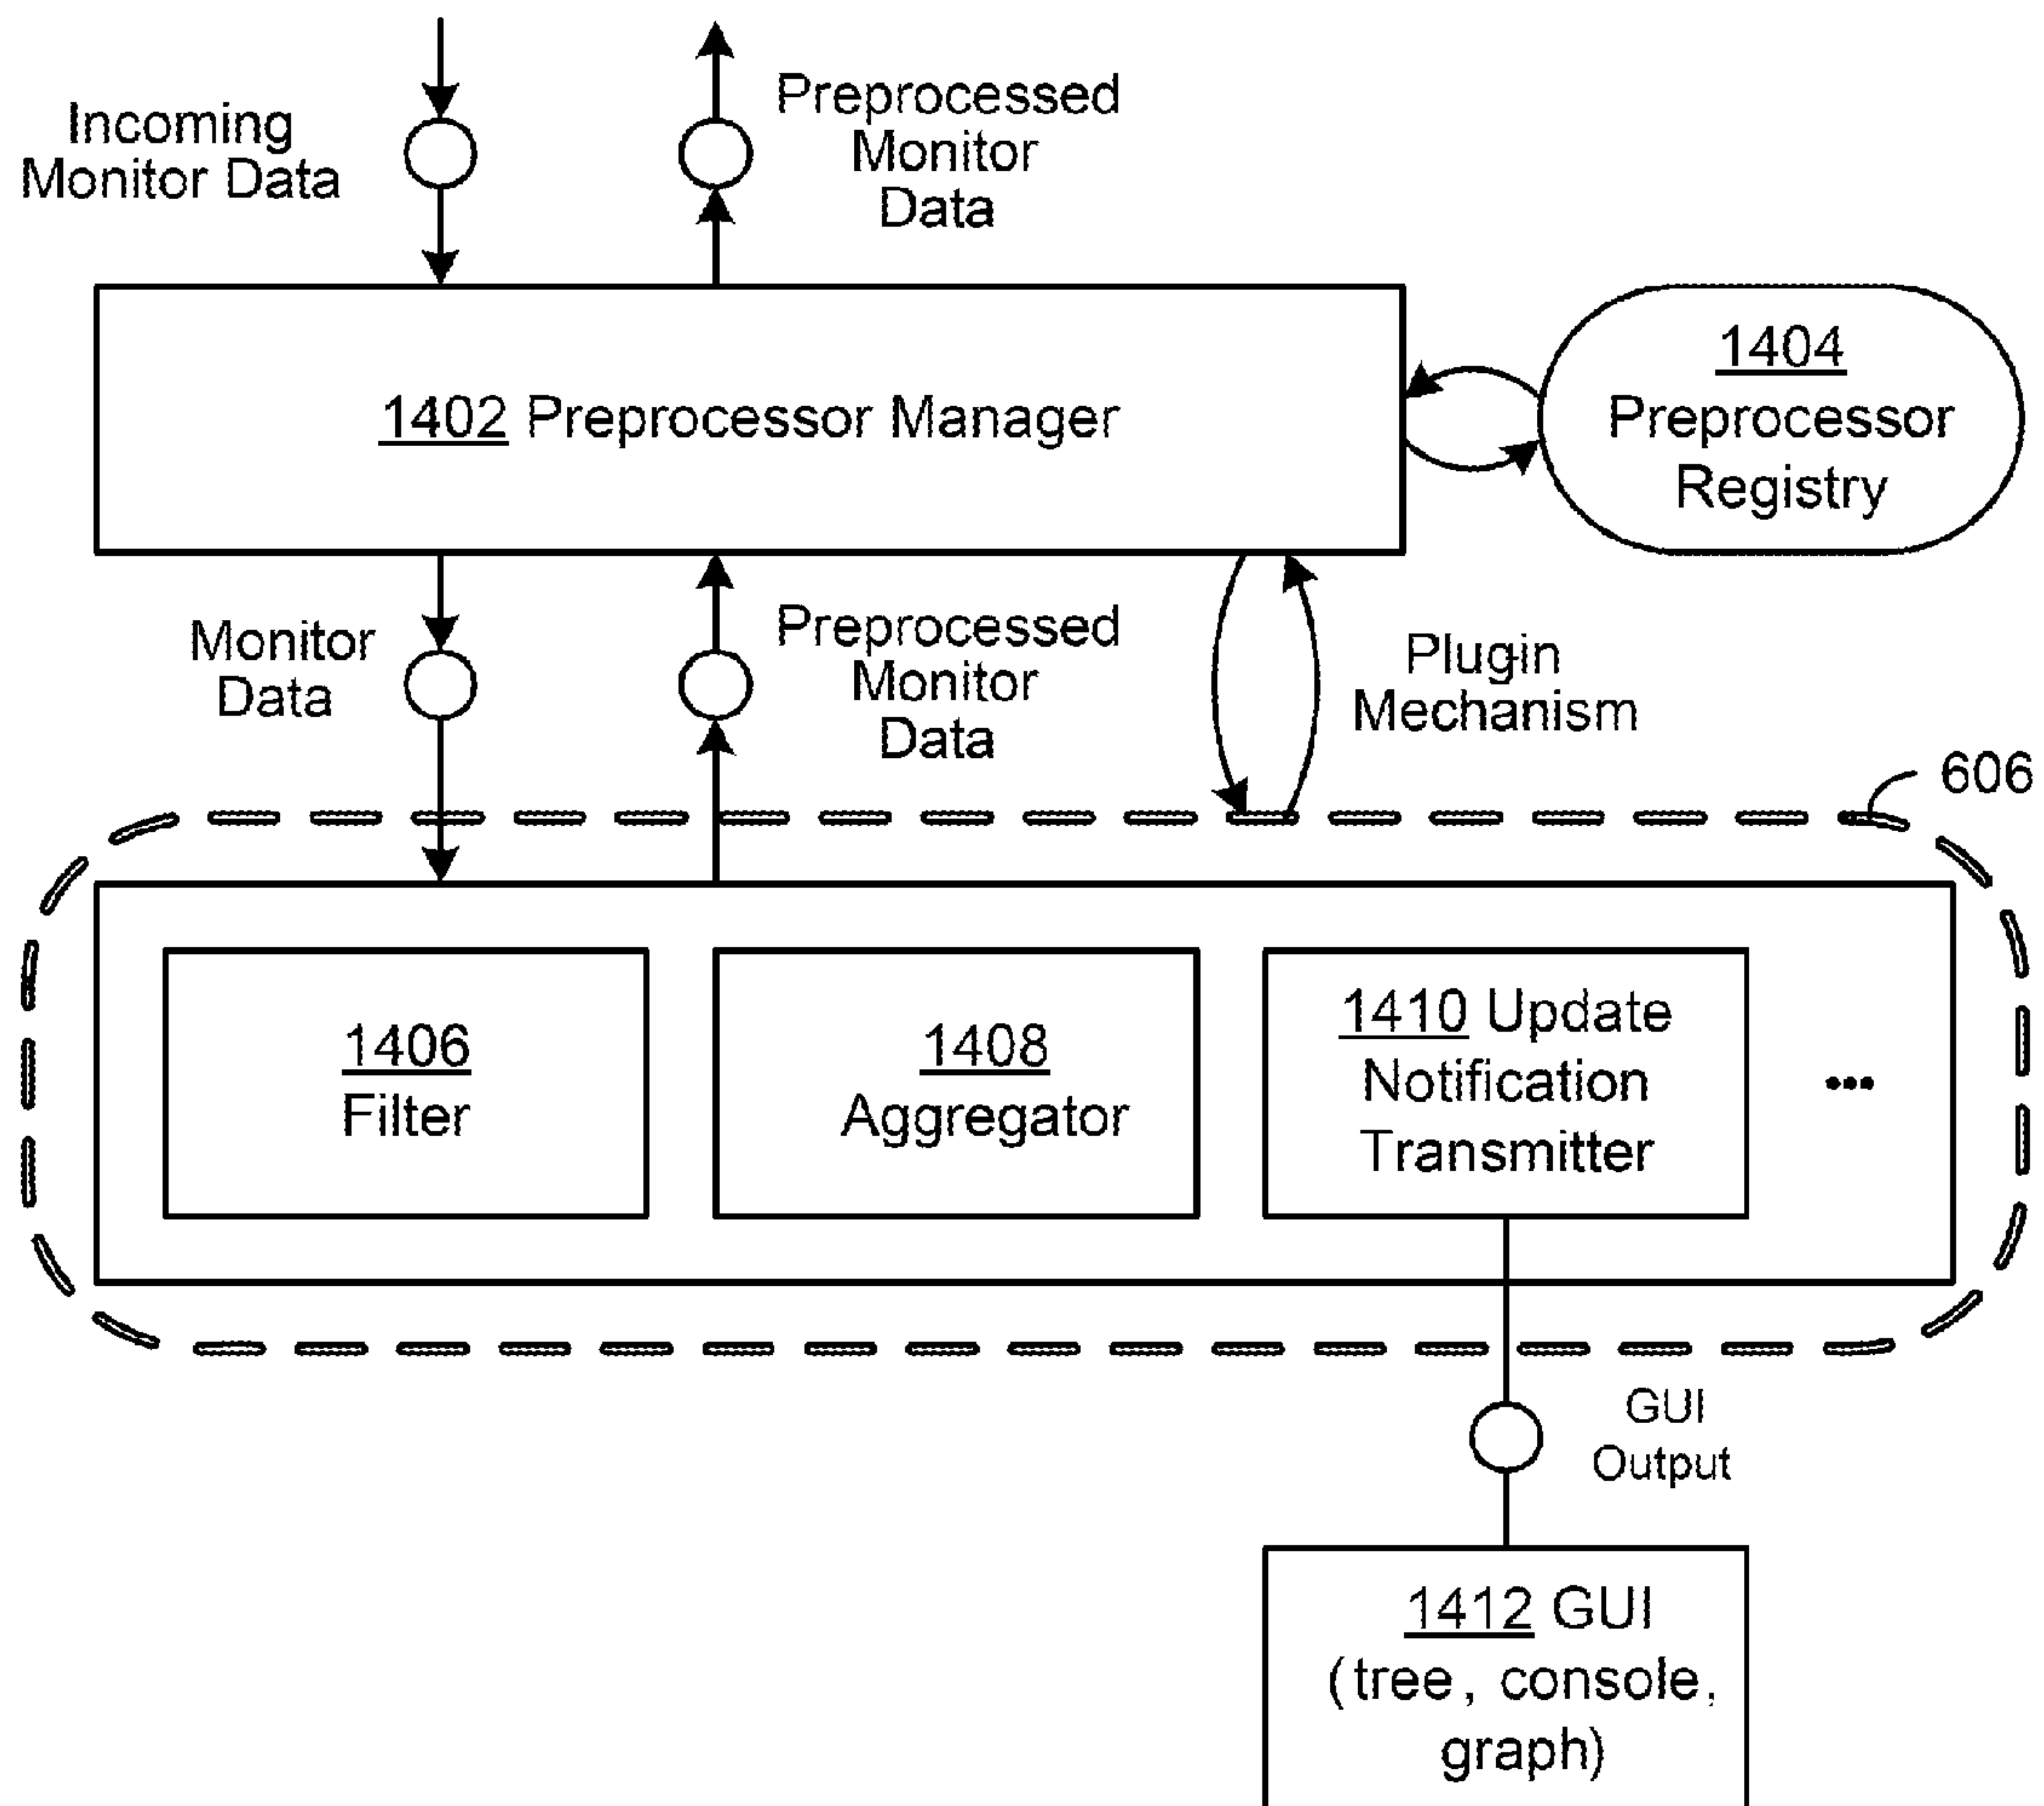 Incoming
Monitor Data
Preprocessed
Monitor
Data
1402 Preprocessor Manager
1404
Preprocessor
Registry
Monitor
Data
Preprocessed
Monitor
Data
Plugin
Mechanism
606
1406
Filter
1408
Aggregator
1410 Update
Notification
Transmitter
...
GUI
Output
1412 GUI
(tree, console,
graph)